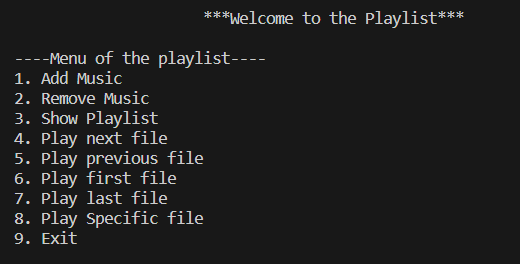 ***Welcome to the Playlist***
----Menu of the playlist----
1. Add Music
2. Remove Music
3. Show Playlist
4. Play next file
5. Play previous file
6. Play first file
7. Play last file
8. Play Specific file
9. Exit